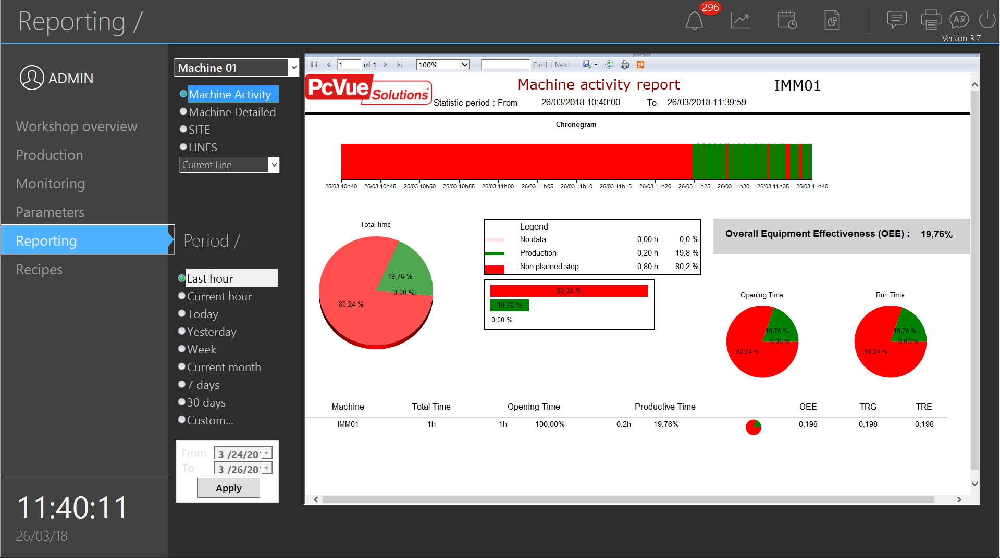 Reporting /
296
Version 3.7
ADMIN
Workshop overview
Production
Monitoring
Parameters
Reporting
Recipes
11:40:11
26/03/18
Machine 01
Machine Activity
Machine Detailed
SITE
LINES
Current Line
Period /
Last hour
Current hour
Today
Yesterday
Week
Current month
7 days
30 days
Custom...
From 3 /24/201
To 3 /26/201
Apply
1 of 1 100% Find | Next
PcVue Solutions®
Machine activity report IMM01
Statistic period : From 26/03/2018 10:40:00 To 26/03/2018 11:39:59
Chronogram
26/03 10h40 26/03 10h45 26/03 10h50 26/03 10h55 26/03 11h00 26/03 11h05 26/03 11h10 26/03 11h15 26/03 11h20 26/03 11h25 26/03 11h30 26/03 11h35 26/03 11h40
Total time
19,76 %
0,00 %
80,24 %
Legend
No data 0,00 h 0,0 %
Production 0,20 h 19,8 %
Non planned stop 0,80 h 80,2 %
80,24 %
19,76 %
0,00 %
Overall Equipment Effectiveness (OEE) : 19,76%
Opening Time
19,76 %
0,00 %
80,24 %
Run Time
19,76 %
0,00 %
80,24 %
Machine Total Time Opening Time Productive Time OEE TRG TRE
IMM01 1h 1h 100,00% 0,2h 19,76% 0,198 0,198 0,198